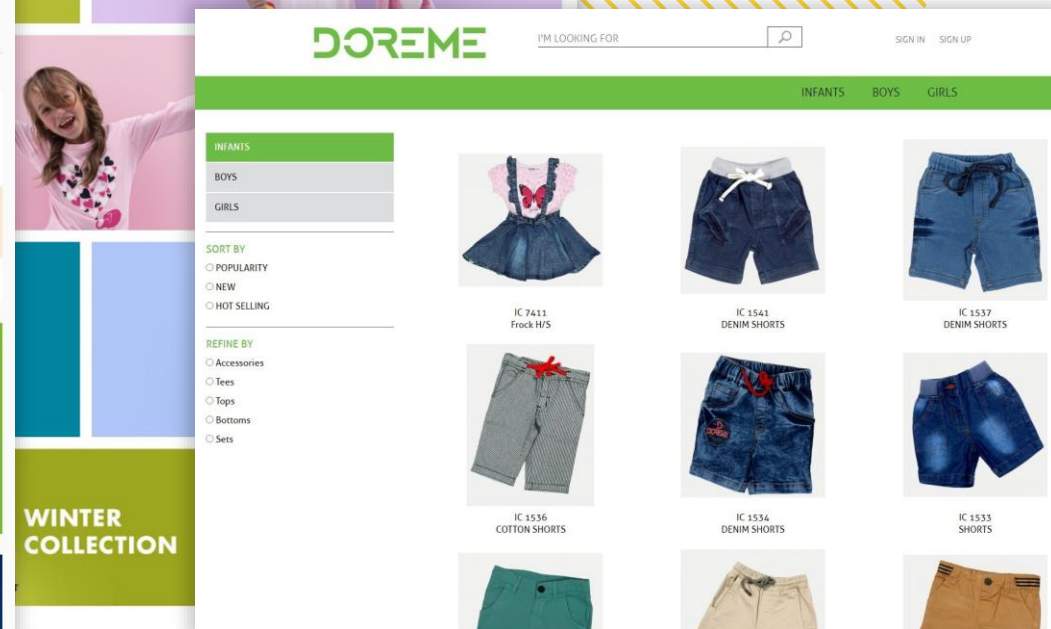 DOREME
I'M LOOKING FOR
SIGN IN SIGN UP
INFANTS BOYS GIRLS
INFANTS
BOYS
GIRLS
SORT BY
POPULARITY
NEW
HOT SELLING
REFINE BY
Accessories
Tees
Tops
Bottoms
Sets
IC 7411
Frock H/S
IC 1541
DENIM SHORTS
IC 1537
DENIM SHORTS
IC 1536
COTTON SHORTS
DOREME
IC 1534
DENIM SHORTS
IC 1533
SHORTS
WINTER
COLLECTION